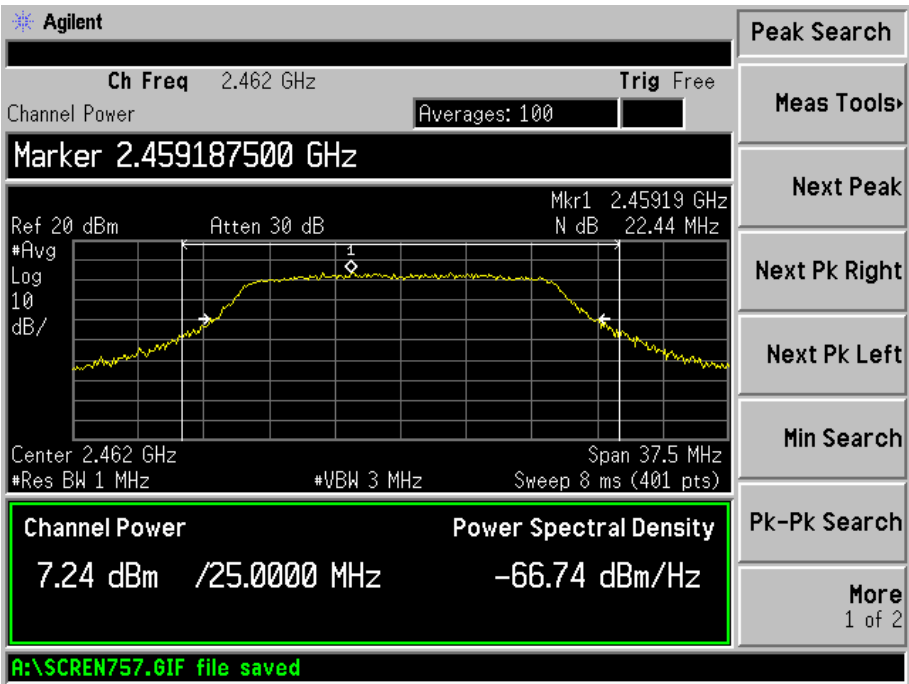 Agilent
Peak Search
Ch Freq 2.462 GHz Trig Free
Channel Power Averages: 100
Meas Tools
Marker 2.459187500 GHz
Next Peak
Mkr1 2.45919 GHz
Ref 20 dBm Atten 30 dB N dB 22.44 MHz
#Avg
Log
10
dB/
1
Next Pk Right
Next Pk Left
Min Search
Center 2.462 GHz Span 37.5 MHz
#Res BW 1 MHz #VBW 3 MHz Sweep 8 ms (401 pts)
Channel Power Power Spectral Density
7.24 dBm /25.0000 MHz -66.74 dBm/Hz
Pk-Pk Search
More
1 of 2
A:\SCREN757.GIF file saved